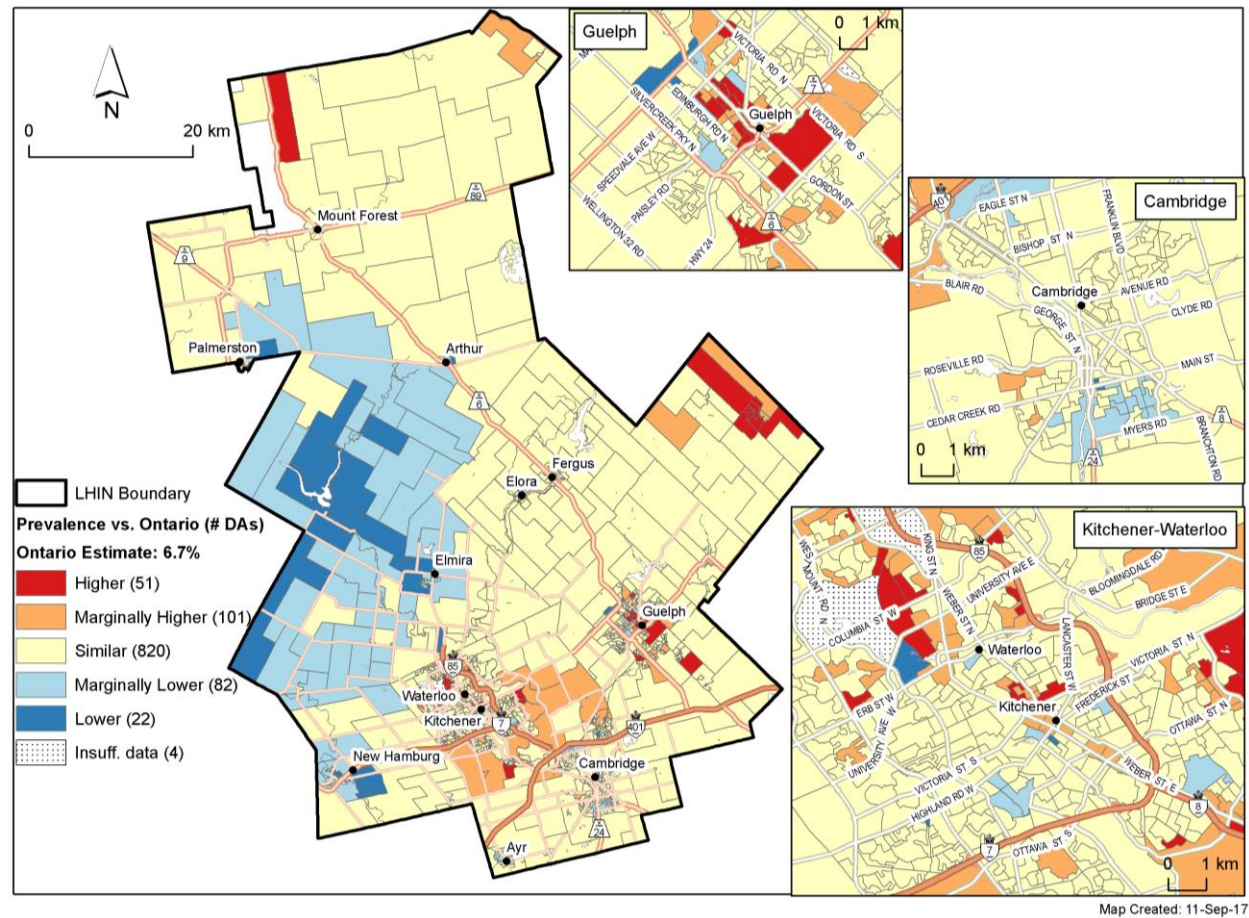 N
0
20 km
89
Mount Forest
9
Palmerston
Arthur
6
Fergus
Elora
Elmira
Guelph
85
Waterloo
Kitchener
7
401
New Hamburg
Cambridge
24
Ayr
LHIN Boundary
Prevalence vs. Ontario (# DAs)
Ontario Estimate: 6.7%
Higher (51)
Marginally Higher (101)
Similar (820)
Marginally Lower (82)
Lower (22)
Insuff. data (4)
Guelph
0 1 km
VICTORIA RD N
7
SILVERCREEK PKY N
EDINBURGH RD N
Guelph
VICTORIA RD S
SPEEDVALE AVE W
PAISLEY RD
GORDON ST
WELLINGTON 32 RD
HWY 24
6
Cambridge
401
EAGLE ST N
FRANKLIN BLVD
BISHOP ST N
BLAIR RD
Cambridge
AVENUE RD
GEORGE ST N
CLYDE RD
ROSEVILLE RD
MAIN ST
CEDAR CREEK RD
MYERS RD
8
BRANCHTON RD
24
0 1 km
Kitchener-Waterloo
WES
MOUNT RD N
KING ST N
85
UNIVERSITY AVE E
BLOOMINGDALE RD
BRIDGE ST E
COLUMBIA ST W
WEBER ST N
LANCASTER ST W
Waterloo
VICTORIA ST N
ERB ST W
FREDERICK ST
Kitchener
OTTAWA ST N
UNIVERSITY AVE W
VICTORIA ST S
WEBER ST E
HIGHLAND RD W
8
7
OTTAWA ST S
0 1 km
Map Created: 11-Sep-17